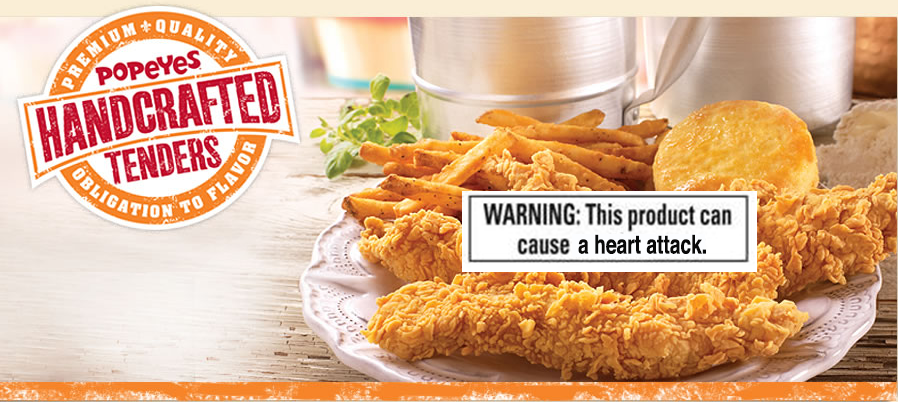 PREMIUM QUALITY
POPEYES
HANDCRAFTED
TENDERS
OBLIGATION TO FLAVOR
WARNING: This product can
cause a heart attack.